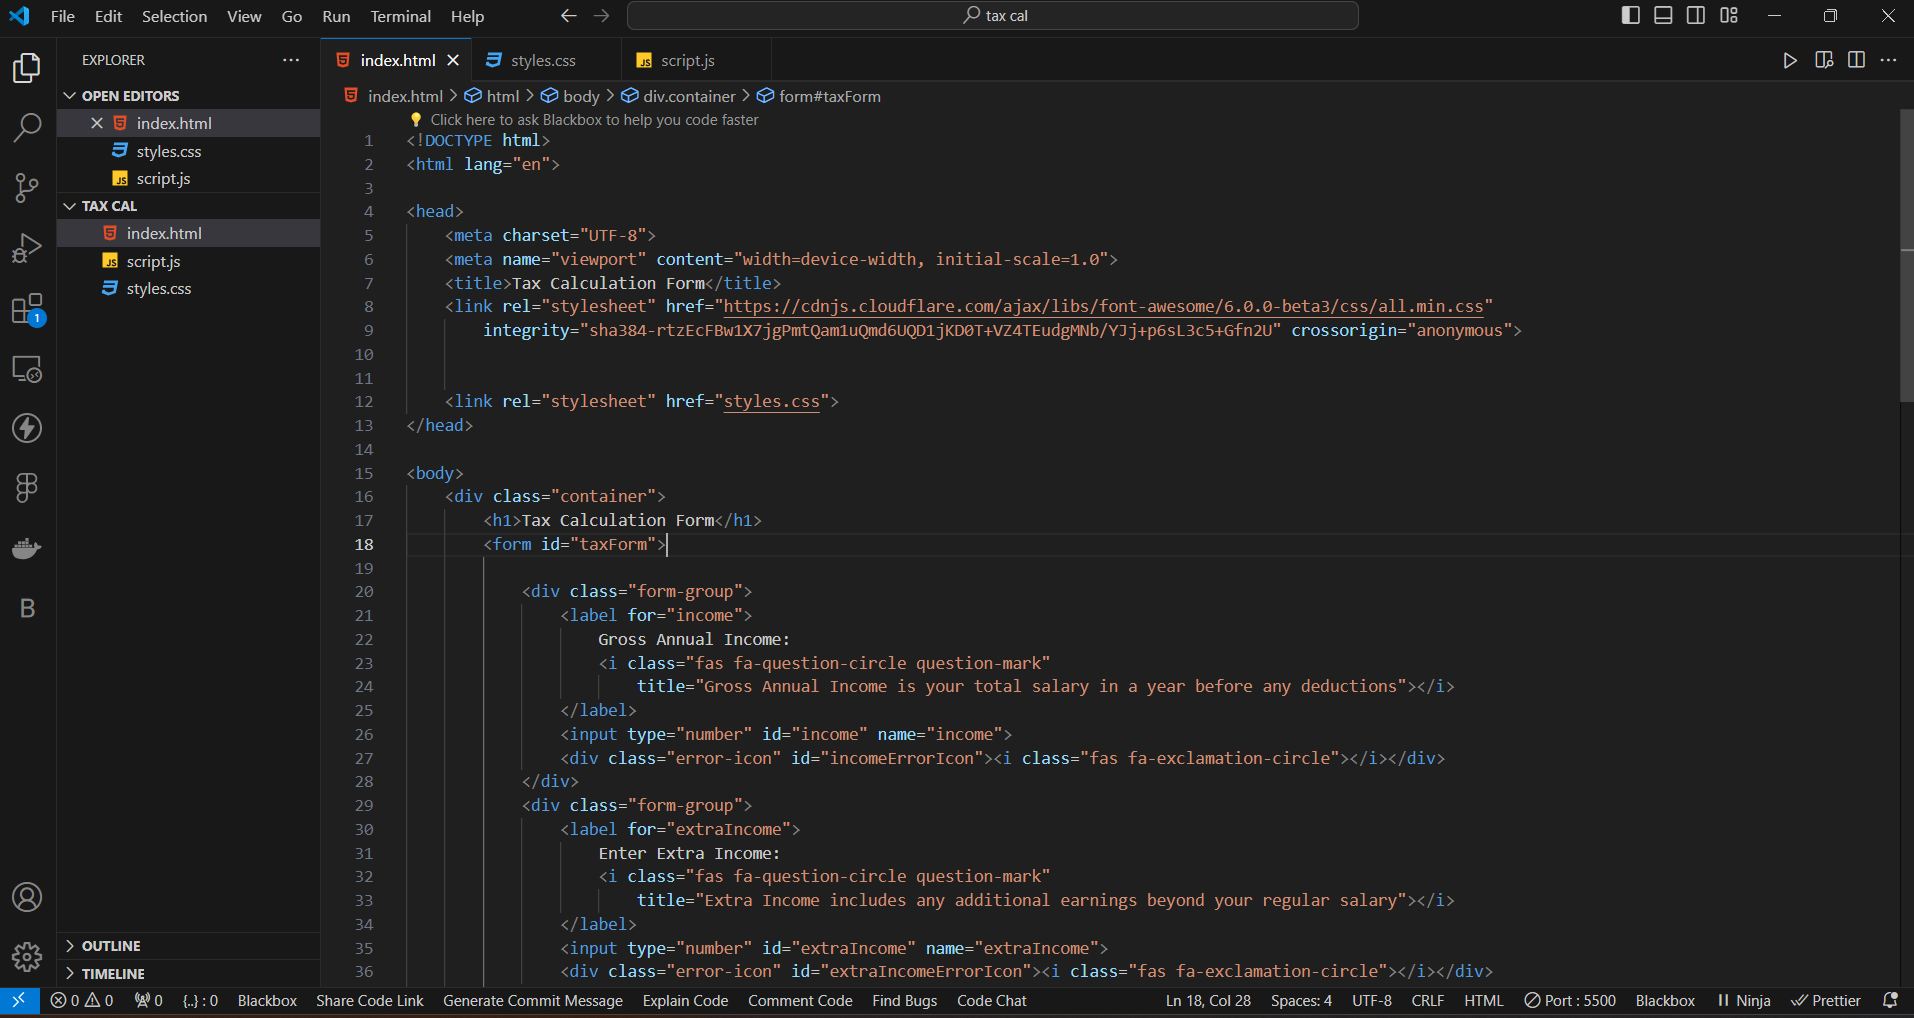 File Edit Selection View Go Run Terminal Help
tax cal
EXPLORER
OPEN EDITORS
index.html
styles.css
script.js
TAX CAL
index.html
script.js
styles.css
OUTLINE
TIMELINE
1
B
index.html
styles.css
script.js
index.html > html > body > div.container > form#taxForm
Click here to ask Blackbox to help you code faster
1 <!DOCTYPE html>
2 <html lang="en">
3
4 <head>
5 <meta charset="UTF-8">
6 <meta name="viewport" content="width=device-width, initial-scale=1.0">
7 <title>Tax Calculation Form</title>
8 <link rel="stylesheet" href="https://cdnjs.cloudflare.com/ajax/libs/font-awesome/6.0.0-beta3/css/all.min.css"
9 integrity="sha384-rtzEcFBw1X7jgPmtQam1uQmd6UQD1jKD0T+VZ4TEudgMNb/YJj+p6sL3c5+Gfn2U" crossorigin="anonymous">
10
11
12 <link rel="stylesheet" href="styles.css">
13 </head>
14
15 <body>
16 <div class="container">
17 <h1>Tax Calculation Form</h1>
18 <form id="taxForm">
19
20 <div class="form-group">
21 <label for="income">
22 Gross Annual Income:
23 <i class="fas fa-question-circle question-mark"
24 title="Gross Annual Income is your total salary in a year before any deductions"></i>
25 </label>
26 <input type="number" id="income" name="income">
27 <div class="error-icon" id="incomeErrorIcon"><i class="fas fa-exclamation-circle"></i></div>
28 </div>
29 <div class="form-group">
30 <label for="extraIncome">
31 Enter Extra Income:
32 <i class="fas fa-question-circle question-mark"
33 title="Extra Income includes any additional earnings beyond your regular salary"></i>
34 </label>
35 <input type="number" id="extraIncome" name="extraIncome">
36 <div class="error-icon" id="extraIncomeErrorIcon"><i class="fas fa-exclamation-circle"></i></div>
0 0 0 {..} : 0 Blackbox Share Code Link Generate Commit Message Explain Code Comment Code Find Bugs Code Chat Ln 18, Col 28 Spaces: 4 UTF-8 CRLF HTML Port : 5500 Blackbox Ninja Prettier